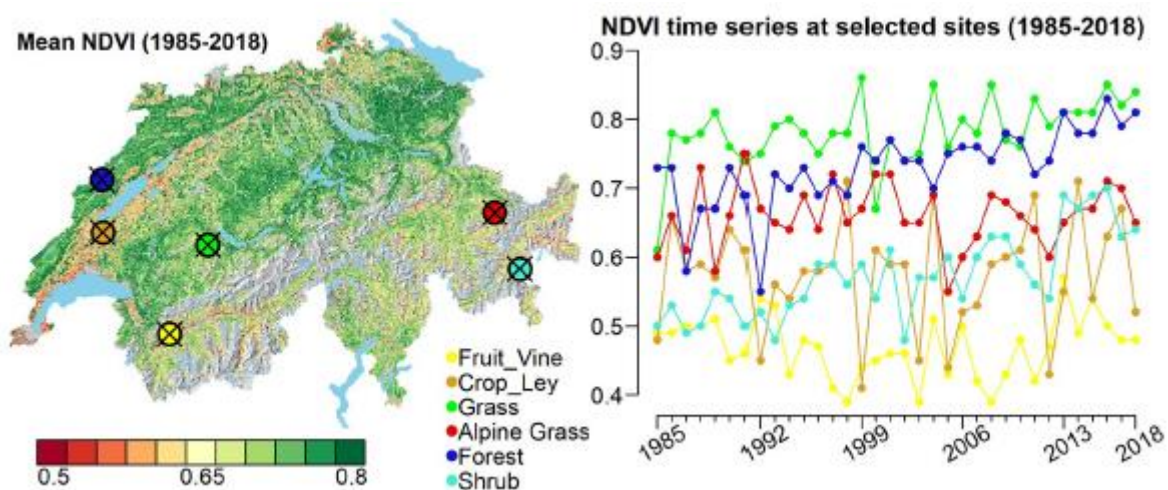 Mean NDVI (1985-2018)
Fruit_Vine
Crop_Ley
Grass
Alpine Grass
Forest
Shrub
0.5
0.65
0.8
NDVI time series at selected sites (1985-2018)
0.9
0.8
0.7
0.6
0.5
0.4
1985
1992
1999
2006
2013
2018